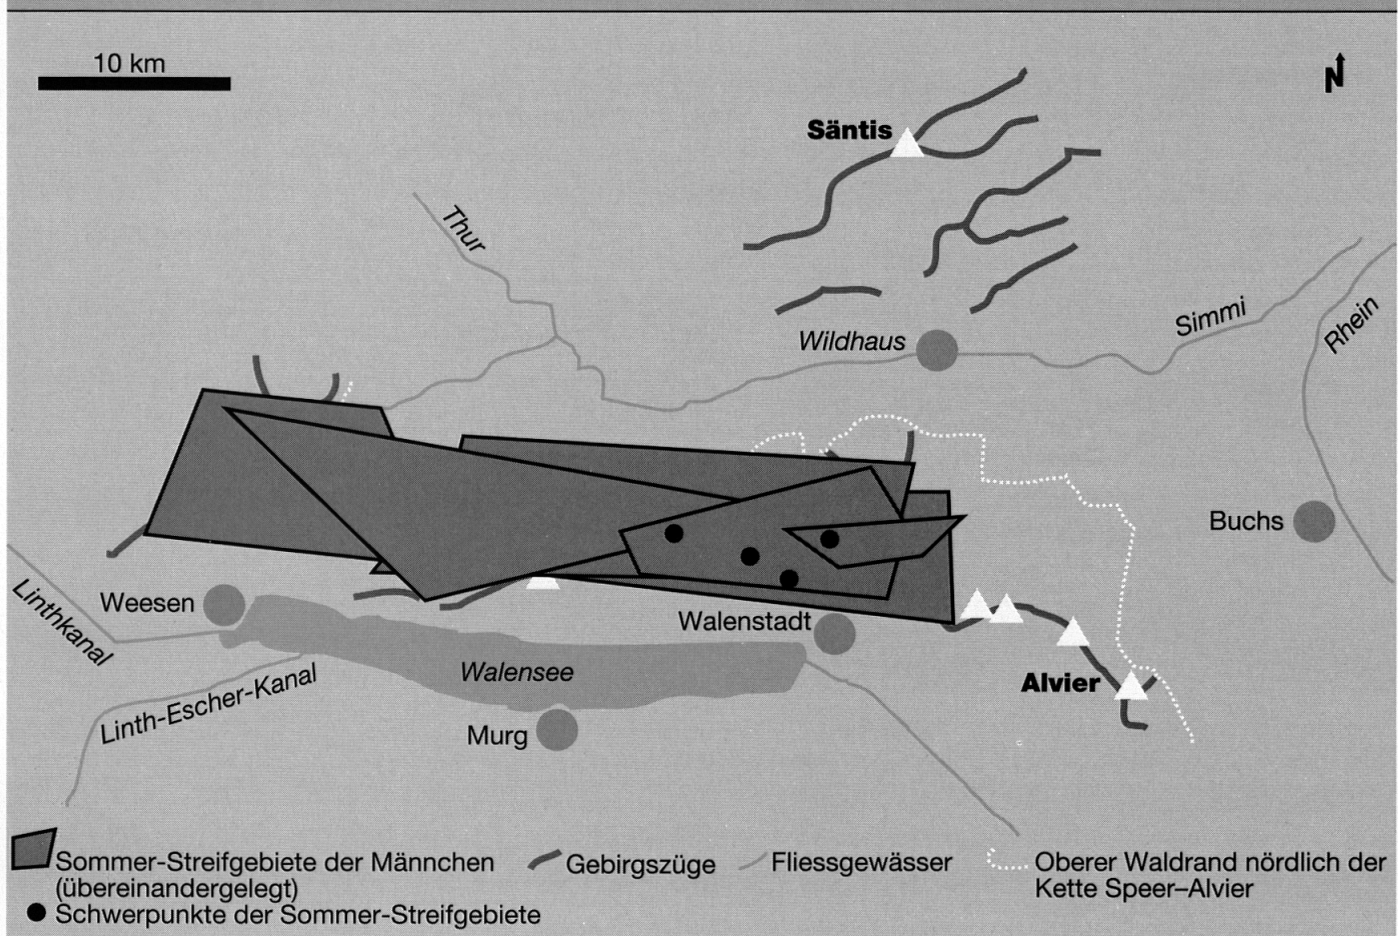 10 km
N
Säntis
Thur
Simmi
Rhein
Wildhaus
Buchs
Weesen
Linthkanal
Walenstadt
Walensee
Alvier
Linth-Escher-Kanal
Murg
Sommer-Streifgebiete der Männchen
(übereinandergelegt)
Schwerpunkte der Sommer-Streifgebiete
Gebirgszüge
Fliessgewässer
Oberer Waldrand nördlich der
Kette Speer–Alvier